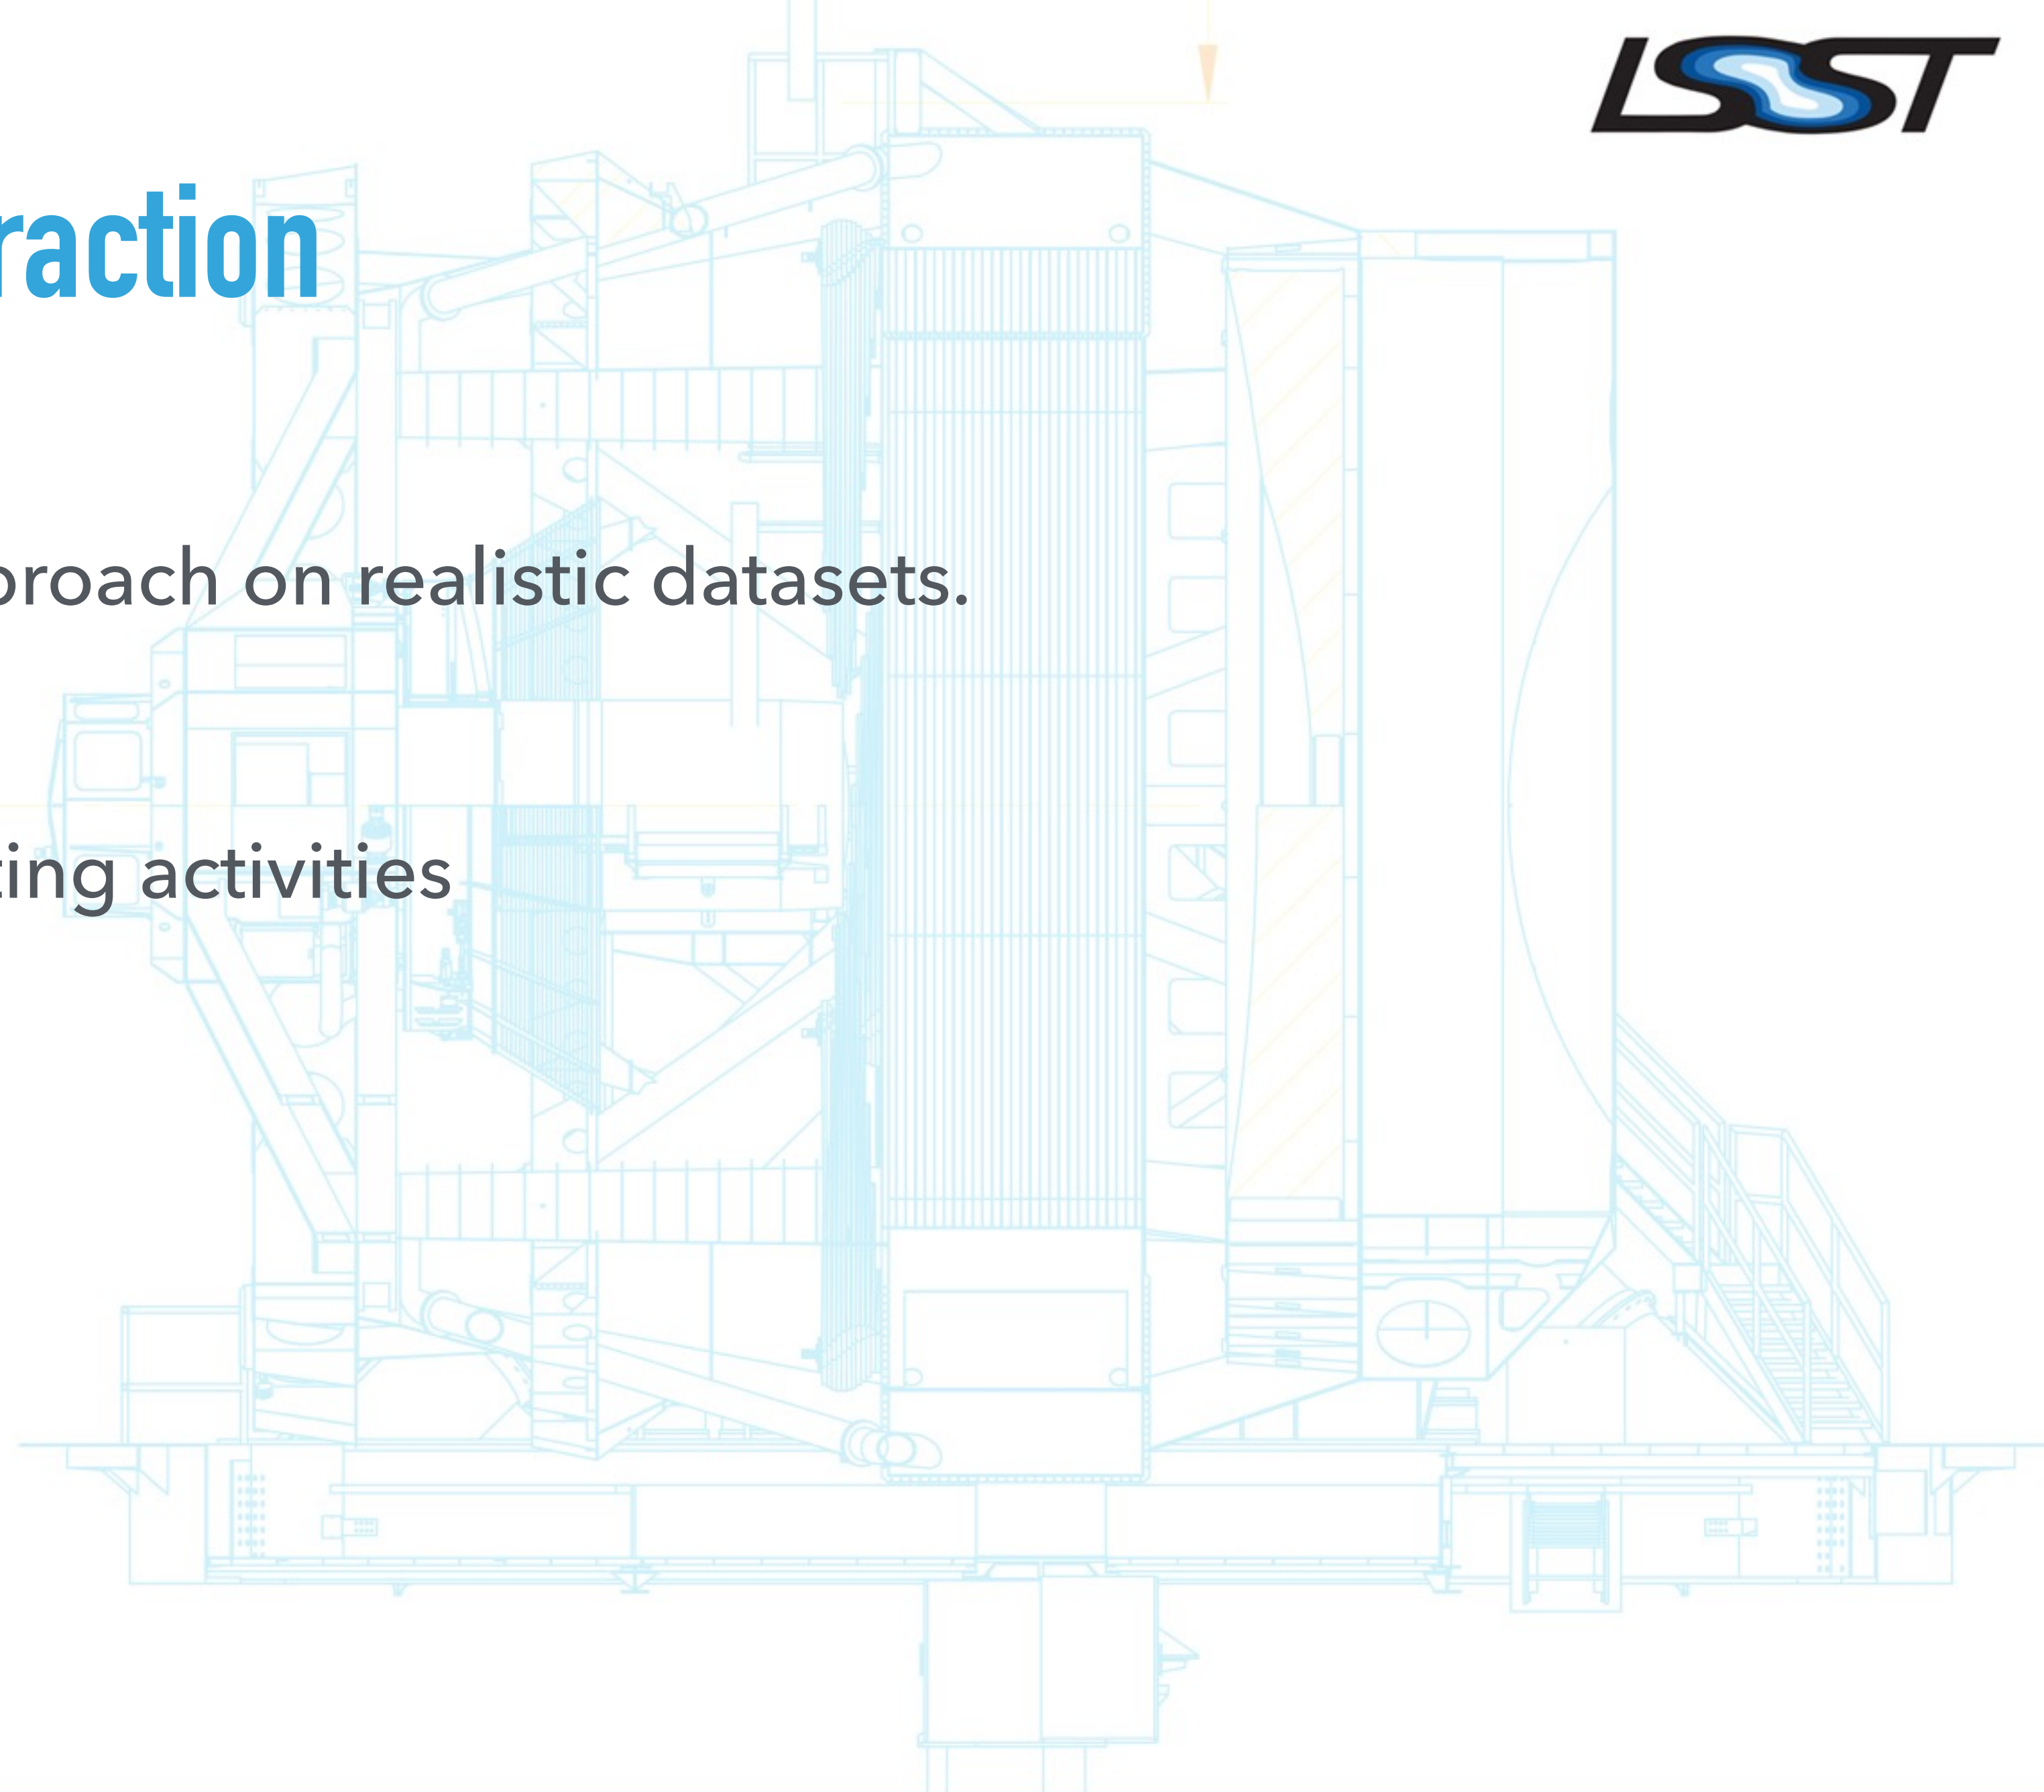 LSST
raction
proach on realistic datasets.
ting activities